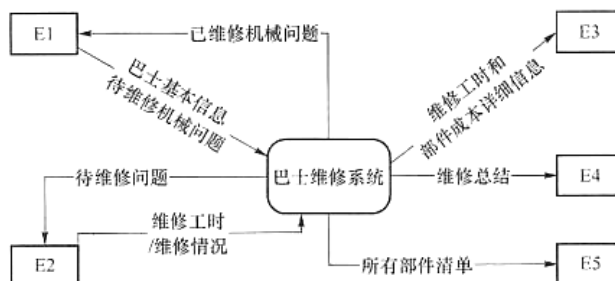 E1
已维修机械问题
E3
巴士基本信息
待维修机械问题
维修工时和
部件成本详细信息
待维修问题
巴士维修系统
维修总结
E4
维修工时
/维修情况
E2
所有部件清单
E5